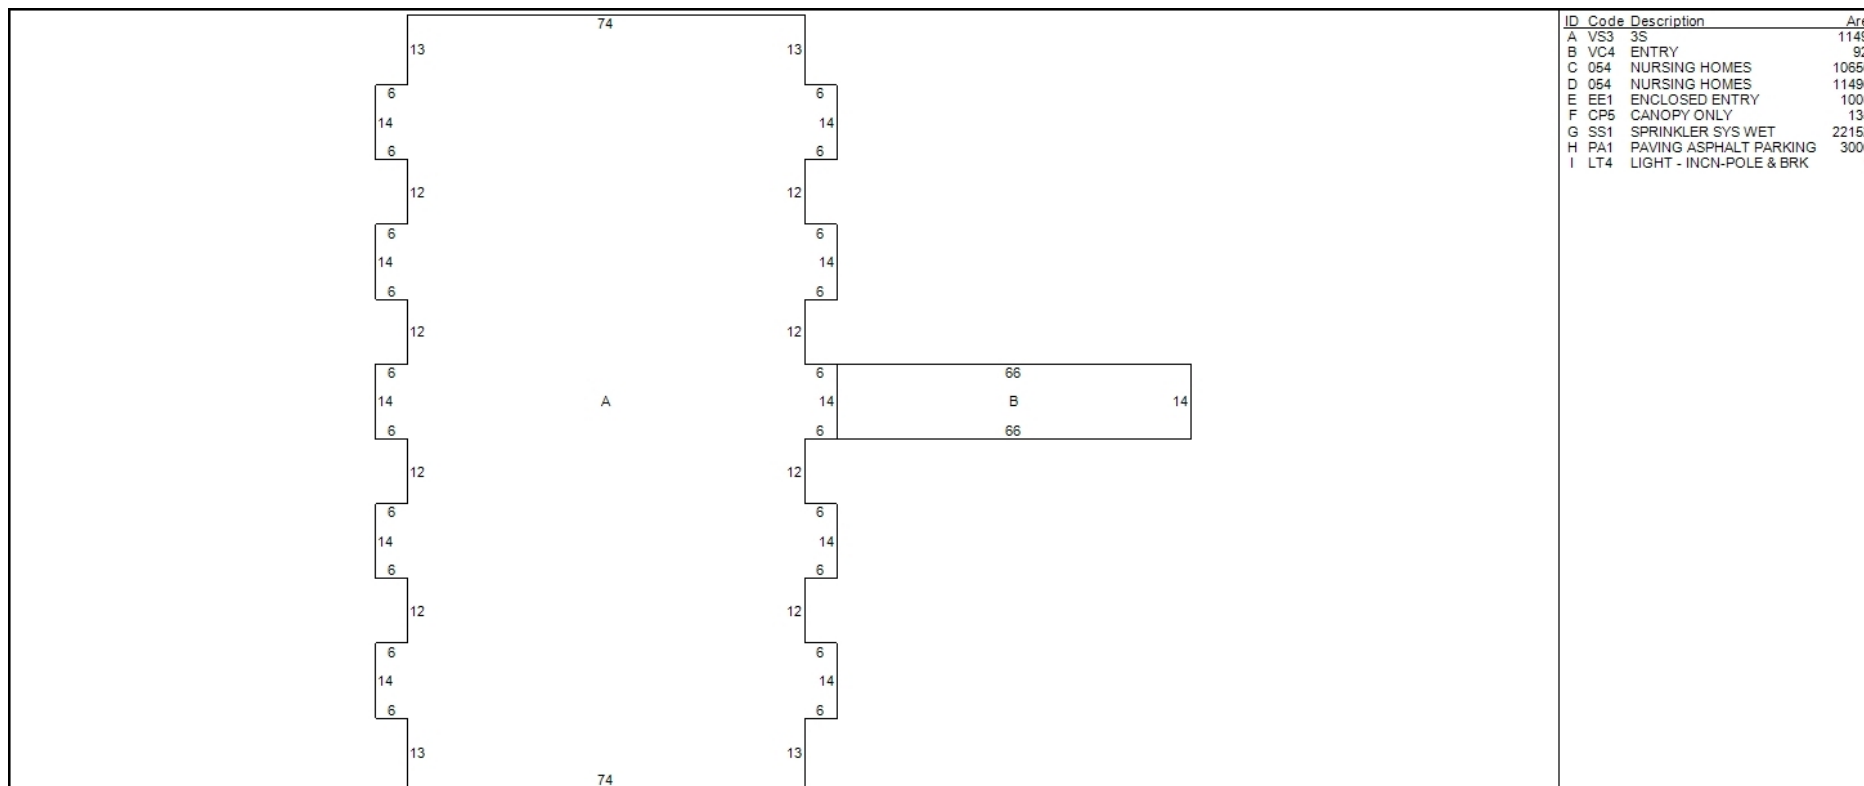 74
13 13
6 6
14 14
6 6
12 12
6 6
14 14
6 6
12 12
6 6 66
14 A 14 B 14
6 6 66
12 12
6 6
14 14
6 6
12 12
6 6
14 14
6 6
13 13
74
ID Code Description
A VS3 3S
B VC4 ENTRY
C 054 NURSING HOMES
D 054 NURSING HOMES
E EE1 ENCLOSED ENTRY
F CP5 CANOPY ONLY
G SS1 SPRINKLER SYS WET
H PA1 PAVING ASPHALT PARKING
I LT4 LIGHT - INCN-POLE & BRK